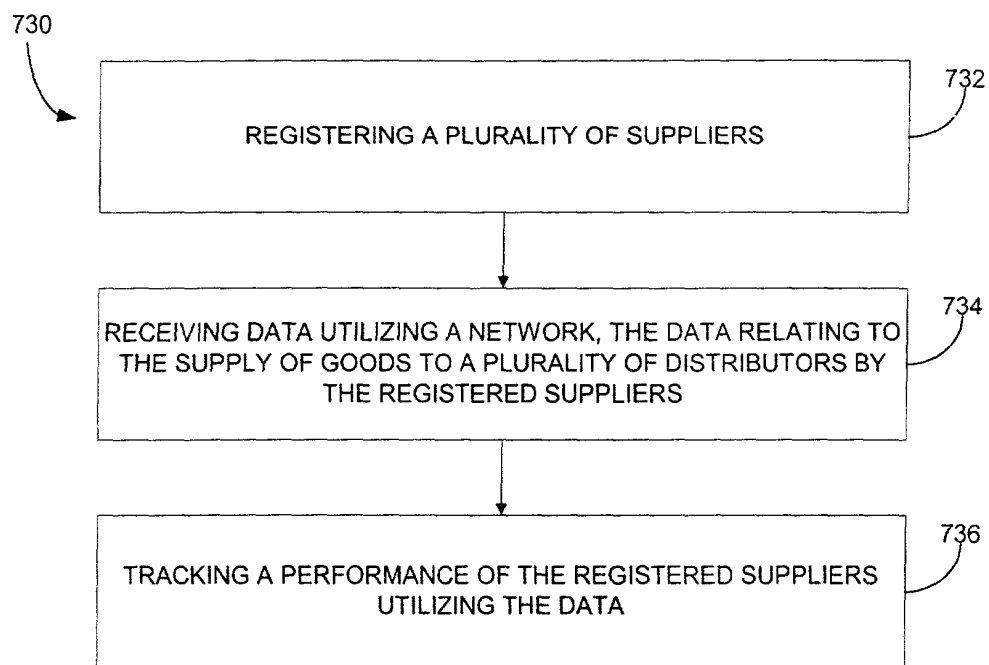 730
732
REGISTERING A PLURALITY OF SUPPLIERS
734
RECEIVING DATA UTILIZING A NETWORK, THE DATA RELATING TO
THE SUPPLY OF GOODS TO A PLURALITY OF DISTRIBUTORS BY
THE REGISTERED SUPPLIERS
736
TRACKING A PERFORMANCE OF THE REGISTERED SUPPLIERS
UTILIZING THE DATA